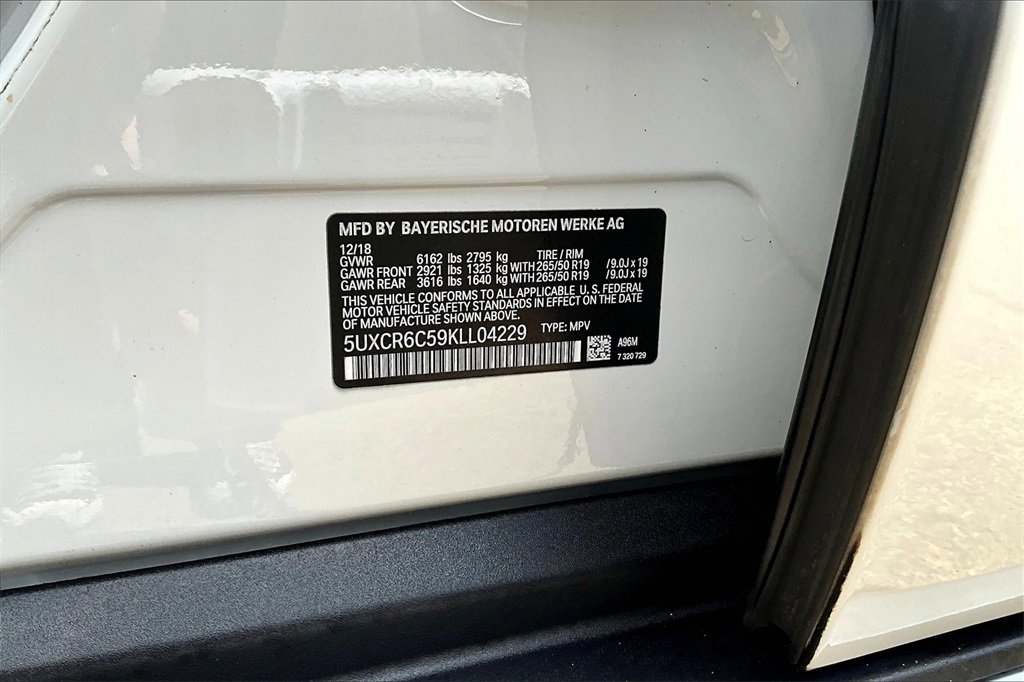 MFD BY BAYERISCHE MOTOREN WERKE AG
12/18
GVWR 6162 lbs 2795 kg TIRE / RIM
GAWR FRONT 2921 lbs 1325 kg WITH 265/50 R19 /9.0J x 19
GAWR REAR 3616 lbs 1640 kg WITH 265/50 R19 /9.0J x 19
THIS VEHICLE CONFORMS TO ALL APPLICABLE U. S. FEDERAL
MOTOR VEHICLE SAFETY STANDARDS IN EFFECT ON THE DATE
OF MANUFACTURE SHOWN ABOVE.
5UXCR6C59KLL04229 TYPE: MPV
A96M
7 320 729